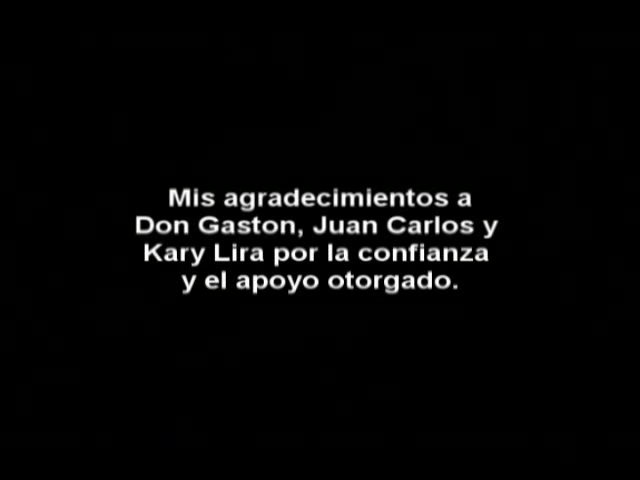 Mis agradecimientos a
Don Gaston, Juan Carlos y
Kary Lira por la confianza
y el apoyo otorgado.